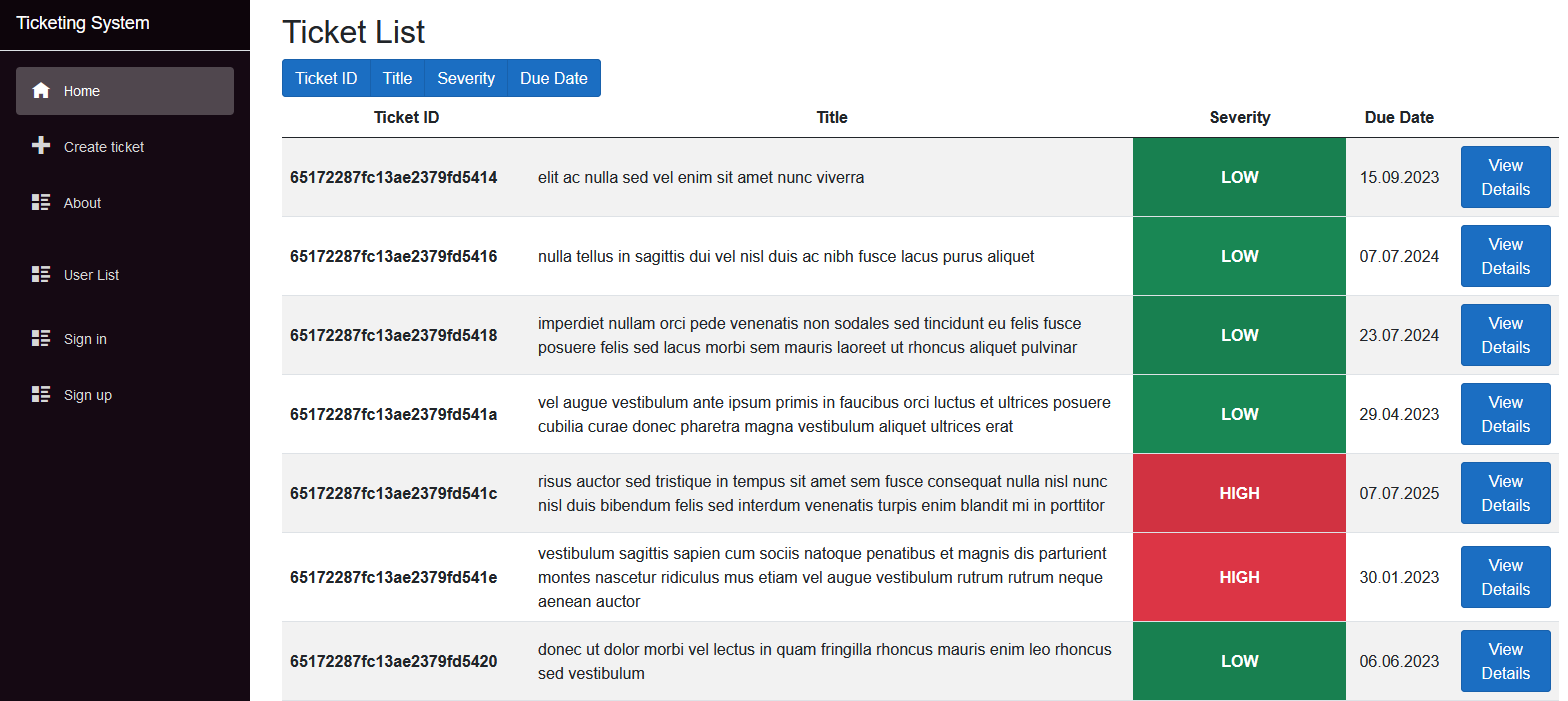 Ticketing System
Home
Create ticket
About
User List
Sign in
Sign up
Ticket List
Ticket ID Title Severity Due Date
Ticket ID Title Severity Due Date
65172287fc13ae2379fd5414 elit ac nulla sed vel enim sit amet nunc viverra LOW 15.09.2023 View
Details
65172287fc13ae2379fd5416 nulla tellus in sagittis dui vel nisl duis ac nibh fusce lacus purus aliquet LOW 07.07.2024 View
Details
65172287fc13ae2379fd5418 imperdiet nullam orci pede venenatis non sodales sed tincidunt eu felis fusce LOW 23.07.2024 View
posuere felis sed lacus morbi sem mauris laoreet ut rhoncus aliquet pulvinar Details
65172287fc13ae2379fd541a vel augue vestibulum ante ipsum primis in faucibus orci luctus et ultrices posuere LOW 29.04.2023 View
cubilia curae donec pharetra magna vestibulum aliquet ultrices erat Details
65172287fc13ae2379fd541c risus auctor sed tristique in tempus sit amet sem fusce consequat nulla nisl nunc HIGH 07.07.2025 View
nisl duis bibendum felis sed interdum venenatis turpis enim blandit mi in porttitor Details
65172287fc13ae2379fd541e vestibulum sagittis sapien cum sociis natoque penatibus et magnis dis parturient HIGH 30.01.2023 View
montes nascetur ridiculus mus etiam vel augue vestibulum rutrum rutrum neque Details
aenean auctor
65172287fc13ae2379fd5420 donec ut dolor morbi vel lectus in quam fringilla rhoncus mauris enim leo rhoncus LOW 06.06.2023 View
sed vestibulum Details